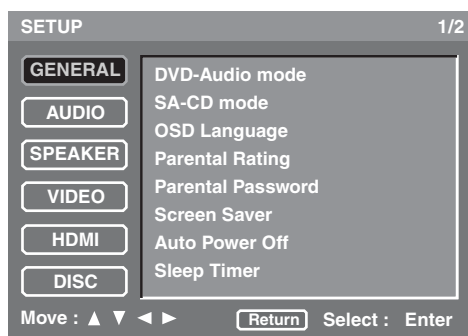 SETUP 1/2
GENERAL
AUDIO
SPEAKER
VIDEO
HDMI
DISC
DVD-Audio mode
SA-CD mode
OSD Language
Parental Rating
Parental Password
Screen Saver
Auto Power Off
Sleep Timer
Move : ▲ ▼ ◄ ► Return Select : Enter